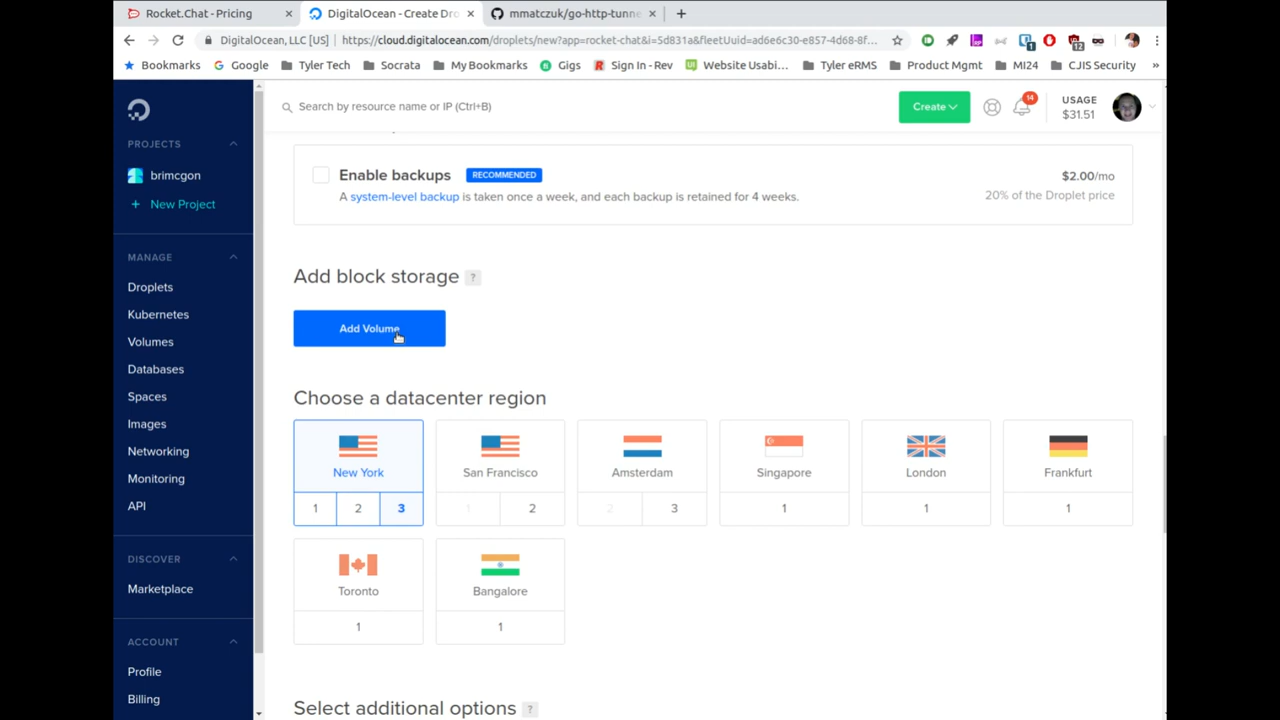 Rocket.Chat - Pricing
DigitalOcean - Create Dro
mmatczuk/go-http-tunne
DigitalOcean, LLC [US]
https://cloud.digitalocean.com/droplets/new?app=rocket-chat&i=5d831a&fleetUuid=ad6e6c30-e857-4d68-8f...
1
12
Bookmarks
Google
Tyler Tech
Socrata
My Bookmarks
Gigs
Sign In - Rev
Website Usabi...
Tyler eRMS
Product Mgmt
MI24
CJIS Security
»
Search by resource name or IP (Ctrl+B)
Create
14
USAGE
$31.51
PROJECTS
brimcgon
+ New Project
MANAGE
Droplets
Kubernetes
Volumes
Databases
Spaces
Images
Networking
Monitoring
API
DISCOVER
Marketplace
ACCOUNT
Profile
Billing
Enable backups RECOMMENDED
$2.00/mo
A system-level backup is taken once a week, and each backup is retained for 4 weeks.
20% of the Droplet price
Add block storage ?
Add Volume
Choose a datacenter region
New York
San Francisco
Amsterdam
Singapore
London
Frankfurt
1 2 3
1 2
2 3
1
1
1
Toronto
Bangalore
1
1
Select additional options ?